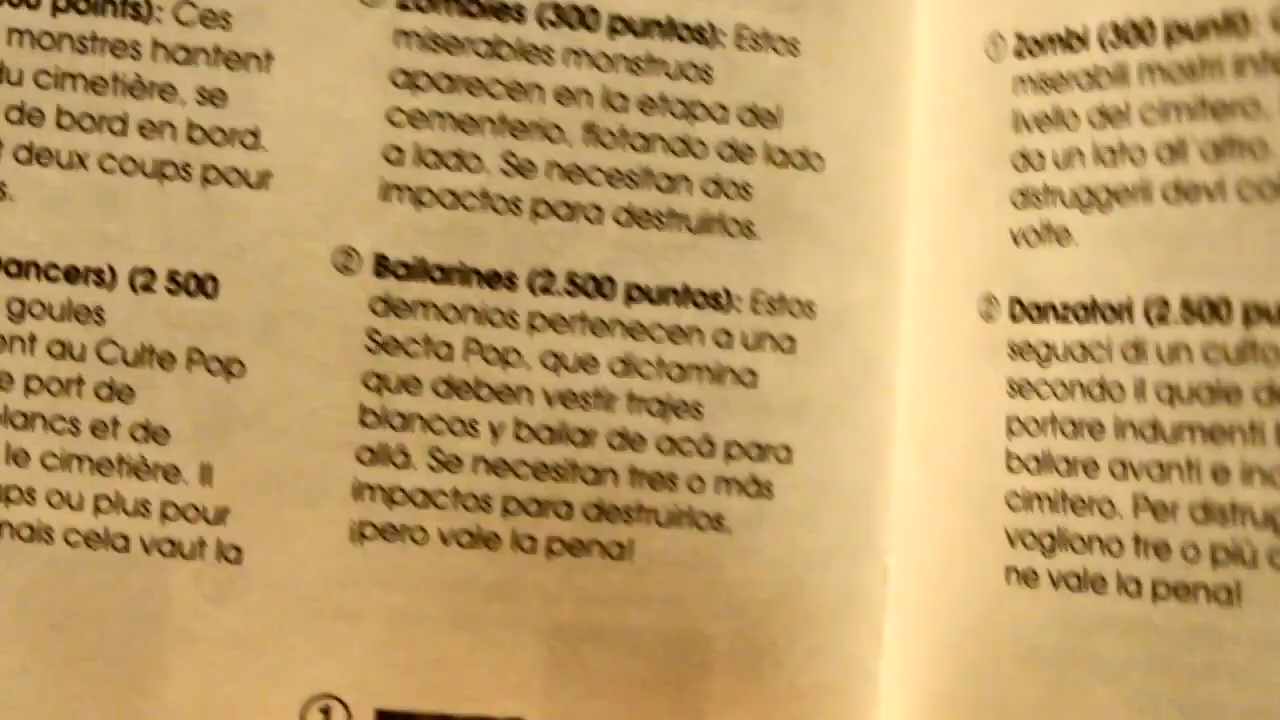 points): Ces
monstres hantent
du cimetière, se
de bord en bord.
deux coups pour
s.
Dancers) (2 500
goules
ent au Culte Pop
e port de
blancs et de
le cimetière. Il
ups ou plus pour
mais cela vaut la
Zombies (300 puntos): Estos
miserables monstruos
aparecen en la etapa del
cementerio, flotando de lado
a lado. Se necesitan dos
impactos para destruirlos.
② Bailarines (2.500 puntos): Estos
demonios pertenecen a una
Secta Pop, que dictamina
que deben vestir trajes
blancos y bailar de acá para
allá. Se necesitan tres o más
impactos para destruirlos,
¡pero vale la pena!
①
① Zombi (300 punti):
miserabili mostri
livello del cimitero,
da un lato all'altro.
distruggerli devi
volte.
② Danzatori (2.500
seguaci di un culto
secondo il quale
portare indumenti
ballare avanti e
cimitero. Per
vogliono tre o più
ne vale la pena!